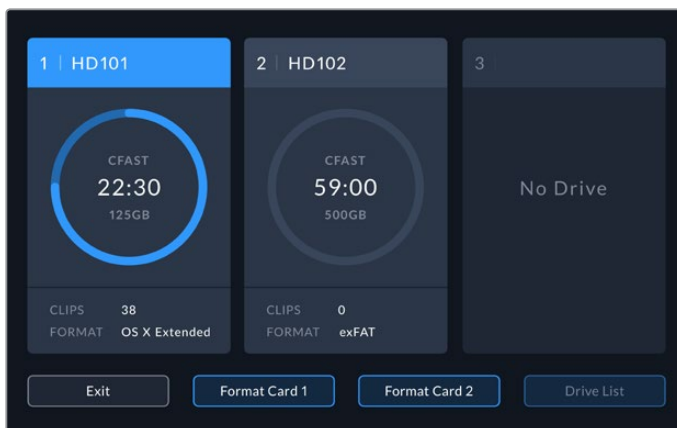 1 | HD101
CFAST
22:30
125GB
CLIPS 38
FORMAT OS X Extended
2 | HD102
CFAST
59:00
500GB
CLIPS 0
FORMAT exFAT
3
No Drive
Exit
Format Card 1
Format Card 2
Drive List